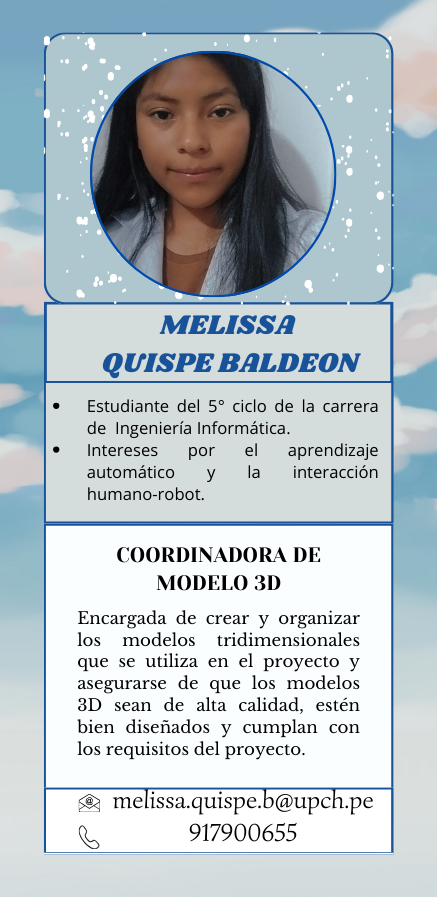 MELISSA
QUISPE BALDEON
• Estudiante del 5° ciclo de la carrera
de Ingeniería Informática.
• Intereses por el aprendizaje
automático y la interacción
humano-robot.
COORDINADORA DE
MODELO 3D
Encargada de crear y organizar
los modelos tridimensionales
que se utiliza en el proyecto y
asegurarse de que los modelos
3D sean de alta calidad, estén
bien diseñados y cumplan con
los requisitos del proyecto.
melissa.quispe.b@upch.pe
917900655